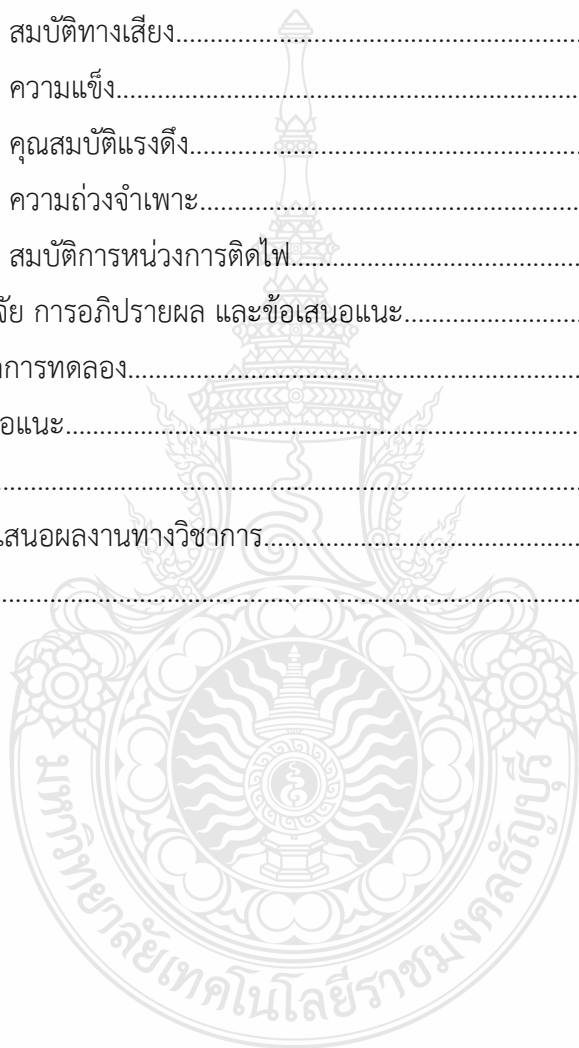 สมบัติทางเสียง............................................................
ความแข็ง............................................................
คุณสมบัติแรงดึง............................................................
ความถ่วงจำเพาะ............................................................
สมบัติการหน่วงการติดไฟ............................................................
การอภิปรายผล และข้อเสนอแนะ..............................
การทดลอง............................................................
............................................................
เสนอผลงานทางวิชาการ............................................................
............................................................
มหาวิทยาลัยเทคโนโลยีราชมงคลธัญบุรี